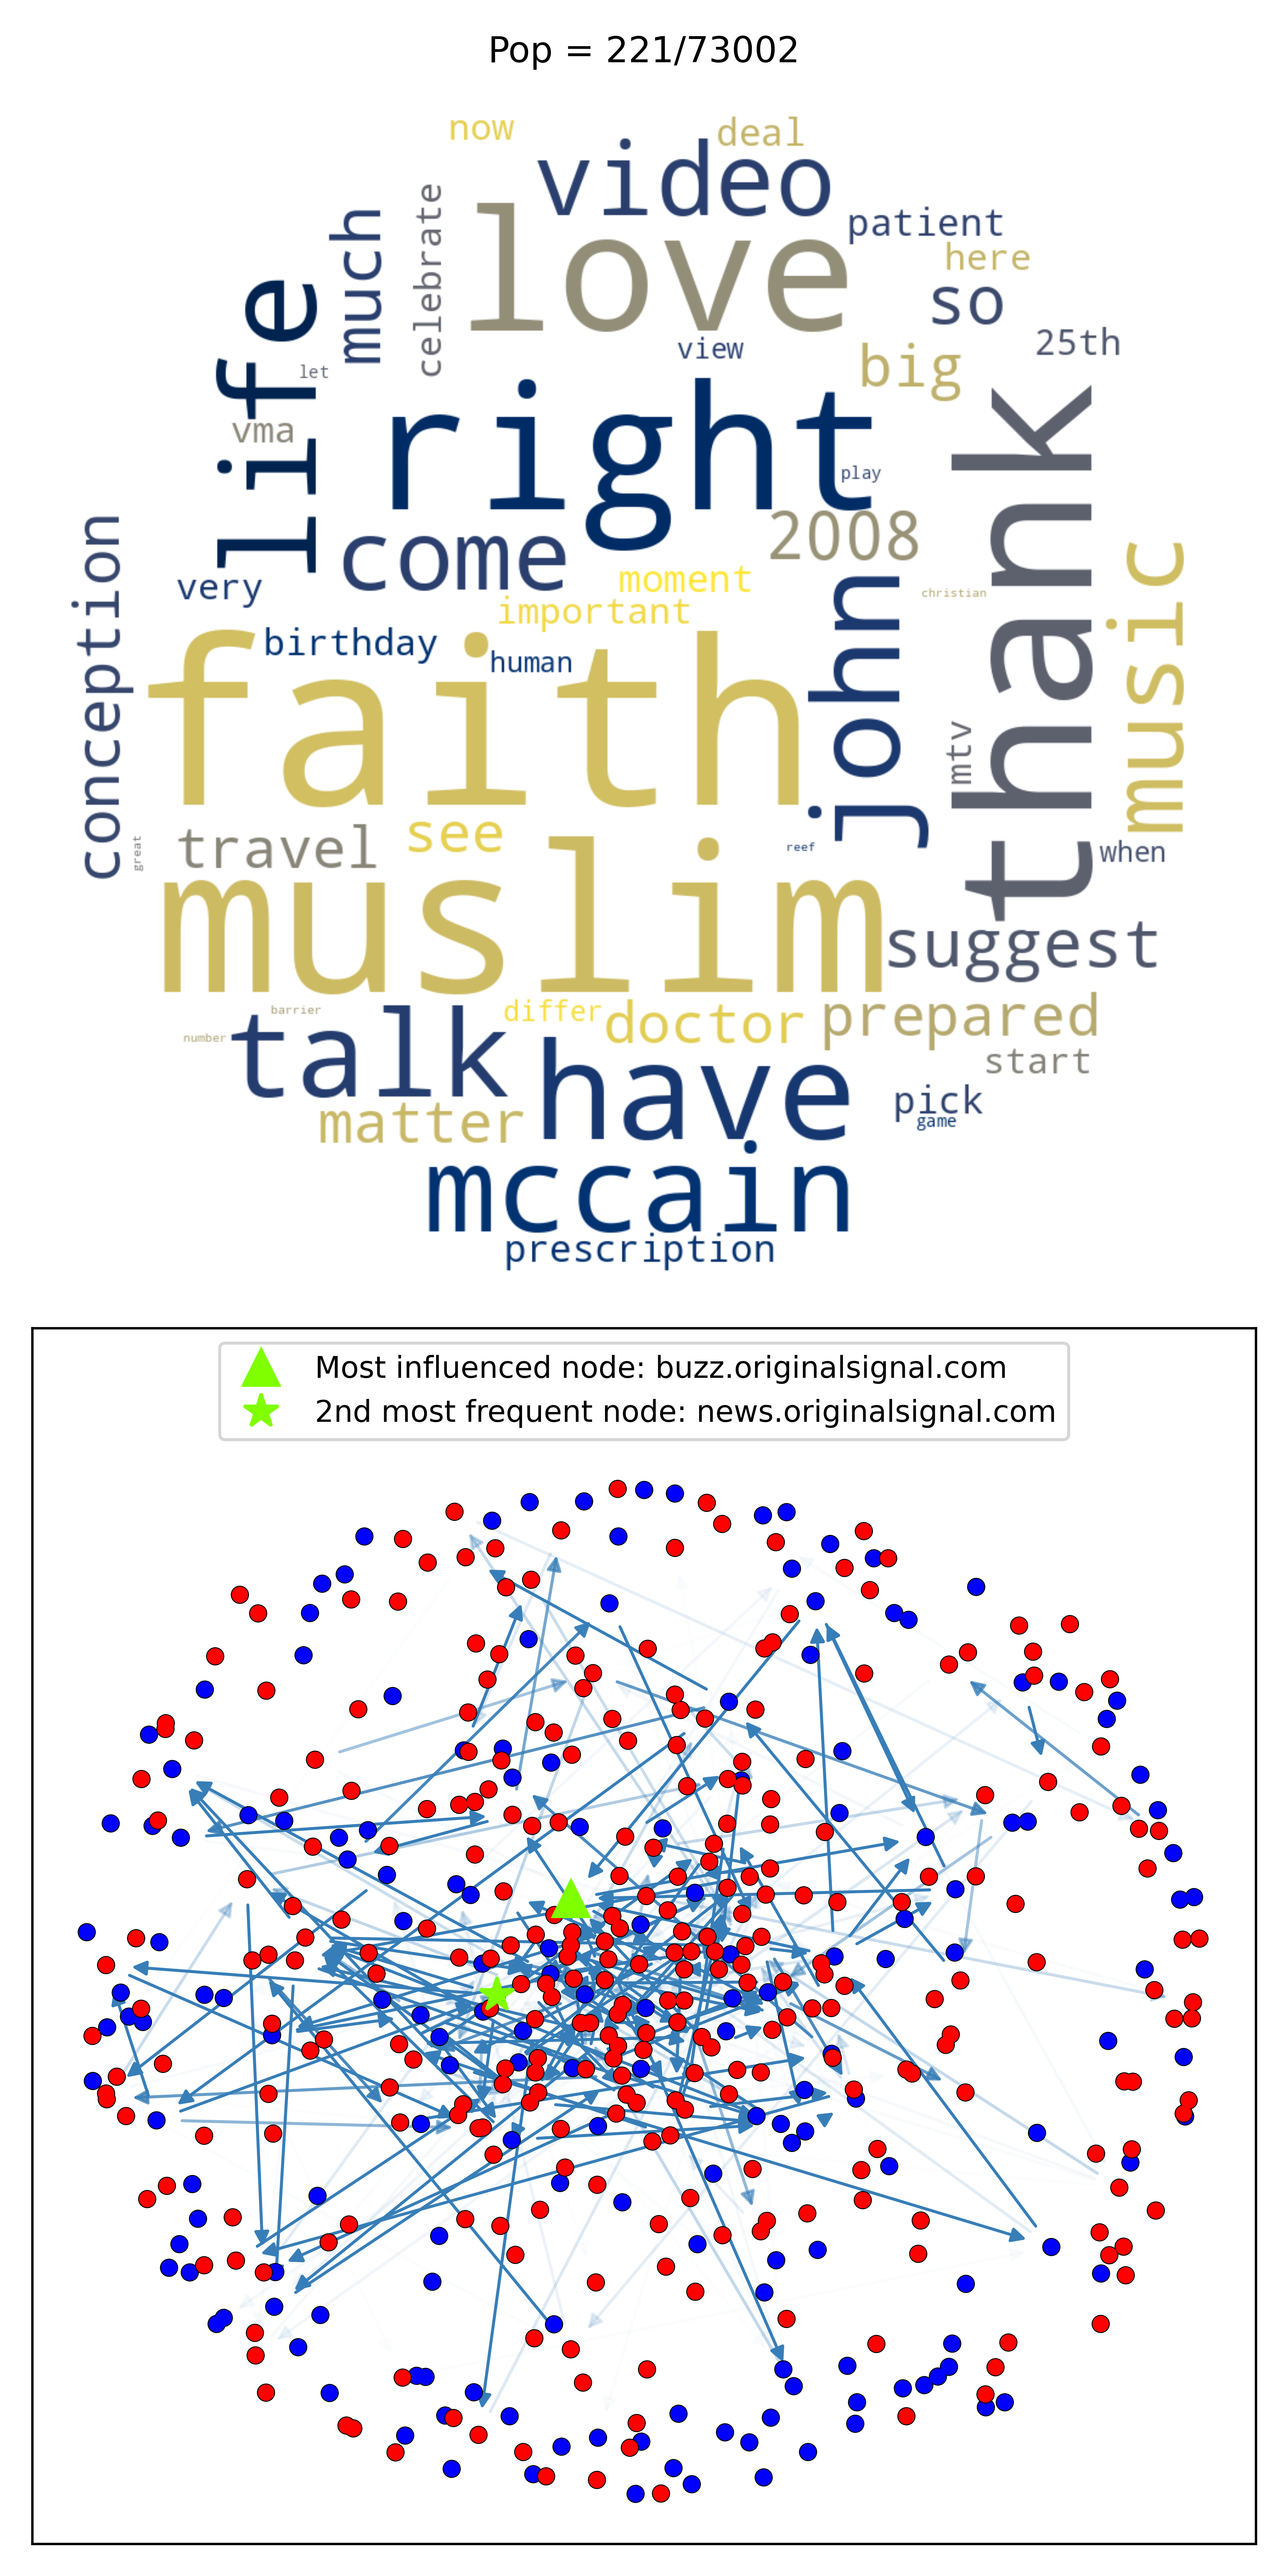 Pop = 221/73002
now
deal
video
patient
much
celebrate
love
here
so
life
view
25th
big
let
vma
right
play
thank
2008
come
conception
very
moment
christian
music
important
john
birthday
human
faith
mtv
travel
see
great
reef
when
muslim
suggest
barrier
differ
doctor
prepared
number
talk
have
start
matter
pick
game
mccain
prescription
Most influenced node: buzz.originalsignal.com
2nd most frequent node: news.originalsignal.com